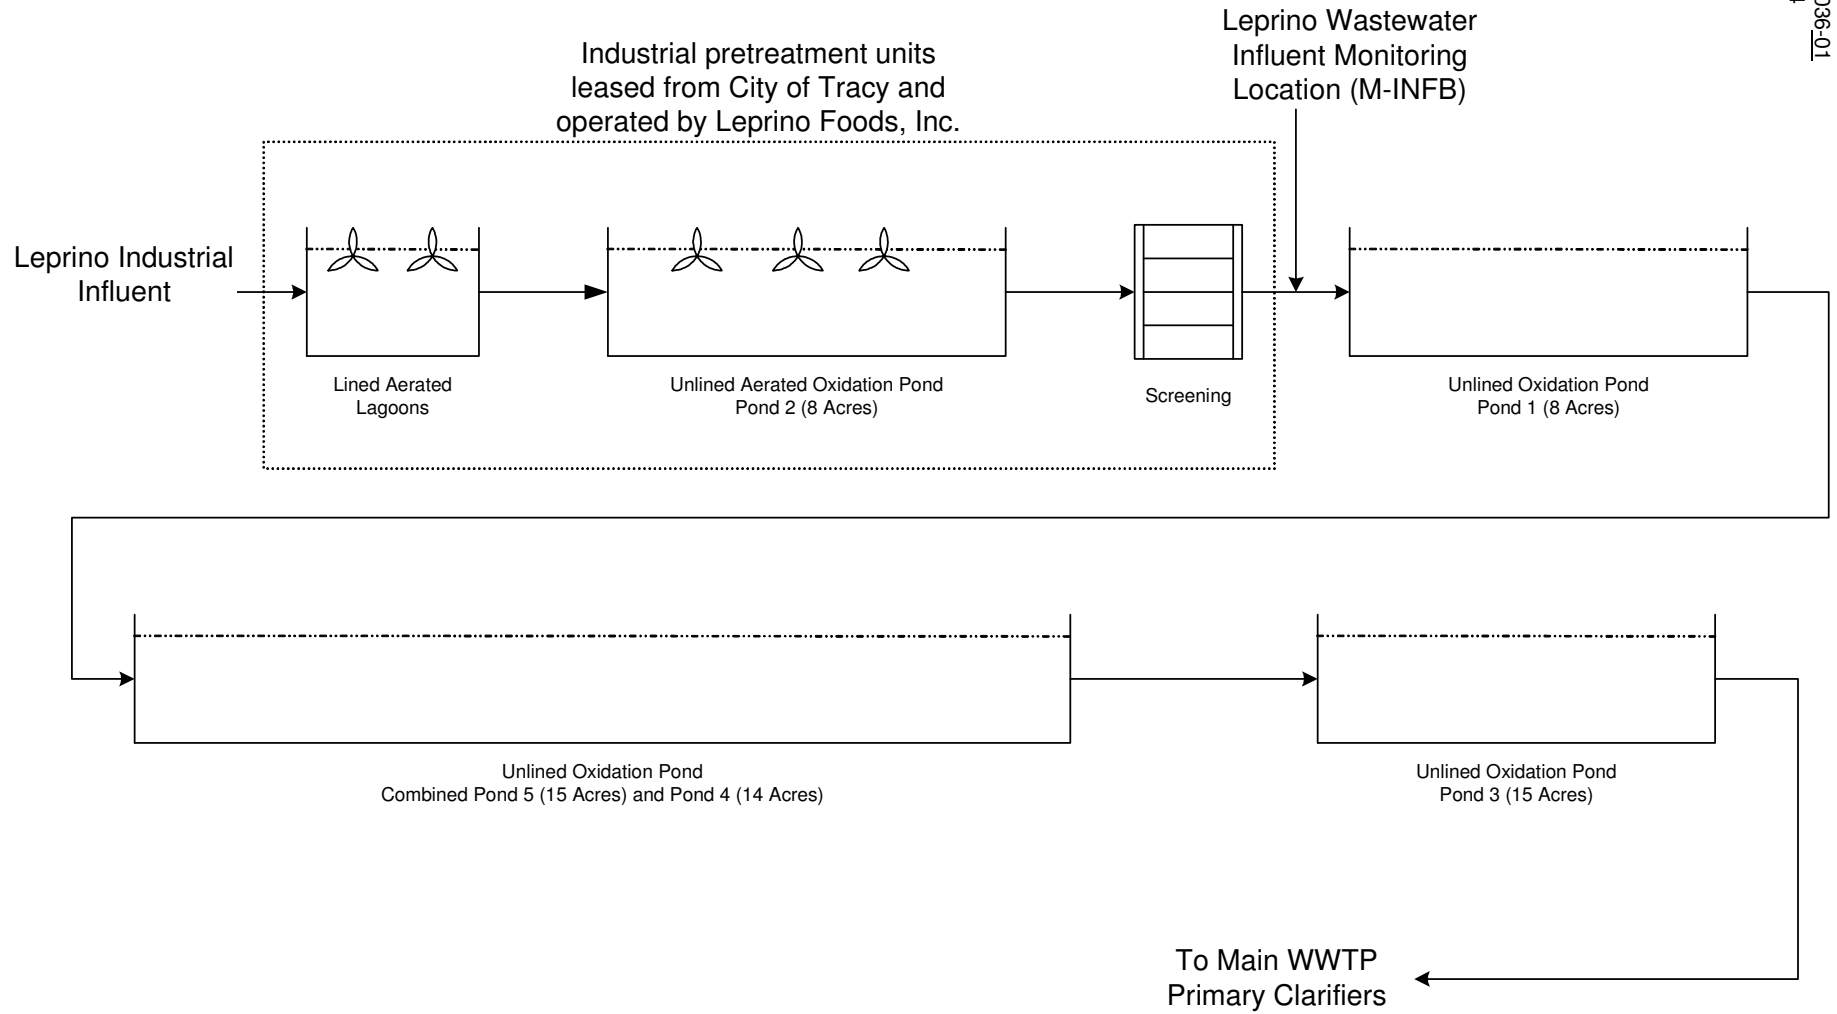 036-01
Leprino Wastewater
Influent Monitoring
Location (M-INFB)
Industrial pretreatment units
leased from City of Tracy and
operated by Leprino Foods, Inc.
Leprino Industrial
Influent
Lined Aerated
Lagoons
Unlined Aerated Oxidation Pond
Pond 2 (8 Acres)
Screening
Unlined Oxidation Pond
Pond 1 (8 Acres)
Unlined Oxidation Pond
Combined Pond 5 (15 Acres) and Pond 4 (14 Acres)
Unlined Oxidation Pond
Pond 3 (15 Acres)
To Main WWTP
Primary Clarifiers